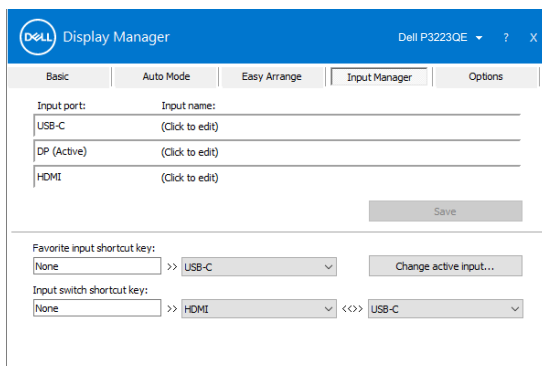 DELL Display Manager Dell P3223QE ? X
Basic Auto Mode Easy Arrange Input Manager Options
Input port: Input name:
USB-C (Click to edit)
DP (Active) (Click to edit)
HDMI (Click to edit)
Save
Favorite input shortcut key:
None >> USB-C Change active input...
Input switch shortcut key:
None >> HDMI <<>> USB-C